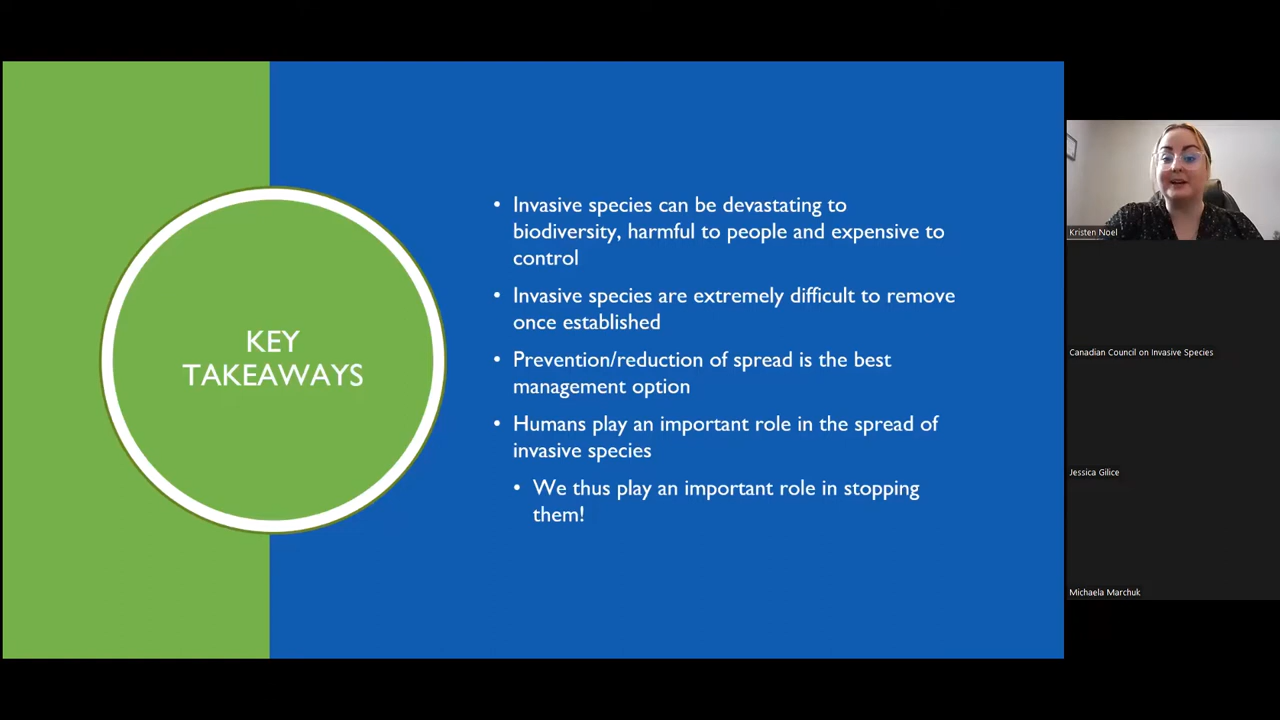 KEY
TAKEAWAYS
• Invasive species can be devastating to
biodiversity, harmful to people and expensive to
control
• Invasive species are extremely difficult to remove
once established
• Prevention/reduction of spread is the best
management option
• Humans play an important role in the spread of
invasive species
• We thus play an important role in stopping
them!
Kristen Noel
Canadian Council on Invasive Species
Jessica Gilice
Michaela Marchuk